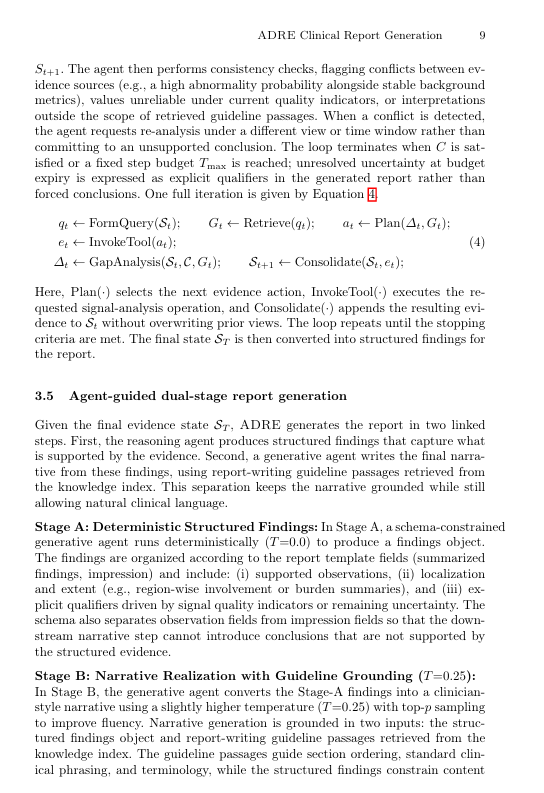 ADRE Clinical Report Generation 9
S_{t+1}. The agent then performs consistency checks, flagging conflicts between ev-
idence sources (e.g., a high abnormality probability alongside stable background
metrics), values unreliable under current quality indicators, or interpretations
outside the scope of retrieved guideline passages. When a conflict is detected,
the agent requests re-analysis under a different view or time window rather than
committing to an unsupported conclusion. The loop terminates when C is sat-
isfied or a fixed step budget T_max is reached; unresolved uncertainty at budget
expiry is expressed as explicit qualifiers in the generated report rather than
forced conclusions. One full iteration is given by Equation 4.
q_t ← FormQuery(S_t); G_t ← Retrieve(q_t); a_t ← Plan(Δ_t, G_t);
e_t ← InvokeTool(a_t); (4)
Δ_t ← GapAnalysis(S_t, C, G_t); S_{t+1} ← Consolidate(S_t, e_t);
Here, Plan(·) selects the next evidence action, InvokeTool(·) executes the re-
quested signal-analysis operation, and Consolidate(·) appends the resulting evi-
dence to S_t without overwriting prior views. The loop repeats until the stopping
criteria are met. The final state S_T is then converted into structured findings for
the report.
3.5 Agent-guided dual-stage report generation
Given the final evidence state S_T, ADRE generates the report in two linked
steps. First, the reasoning agent produces structured findings that capture what
is supported by the evidence. Second, a generative agent writes the final narra-
tive from these findings, using report-writing guideline passages retrieved from
the knowledge index. This separation keeps the narrative grounded while still
allowing natural clinical language.
Stage A: Deterministic Structured Findings: In Stage A, a schema-constrained
generative agent runs deterministically (T=0.0) to produce a findings object.
The findings are organized according to the report template fields (summarized
findings, impression) and include: (i) supported observations, (ii) localization
and extent (e.g., region-wise involvement or burden summaries), and (iii) ex-
plicit qualifiers driven by signal quality indicators or remaining uncertainty. The
schema also separates observation fields from impression fields so that the down-
stream narrative step cannot introduce conclusions that are not supported by
the structured evidence.
Stage B: Narrative Realization with Guideline Grounding (T=0.25):
In Stage B, the generative agent converts the Stage-A findings into a clinician-
style narrative using a slightly higher temperature (T=0.25) with top-p sampling
to improve fluency. Narrative generation is grounded in two inputs: the struc-
tured findings object and report-writing guideline passages retrieved from the
knowledge index. The guideline passages guide section ordering, standard clin-
ical phrasing, and terminology, while the structured findings constrain content